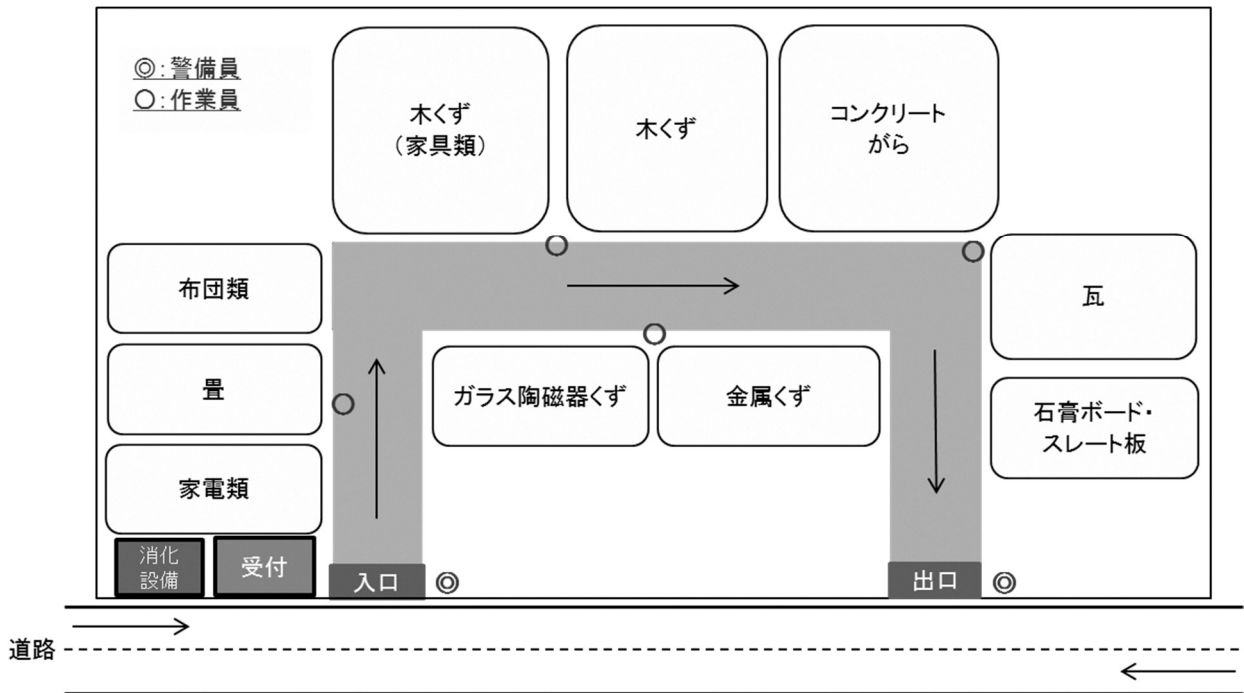 ◎：警備員
○：作業員
木くず
（家具類）
木くず
コンクリート
がら
布団類
瓦
畳
ガラス陶磁器くず
金属くず
石膏ボード・
スレート板
家電類
消化
設備
受付
入口
◎
出口
◎
道路